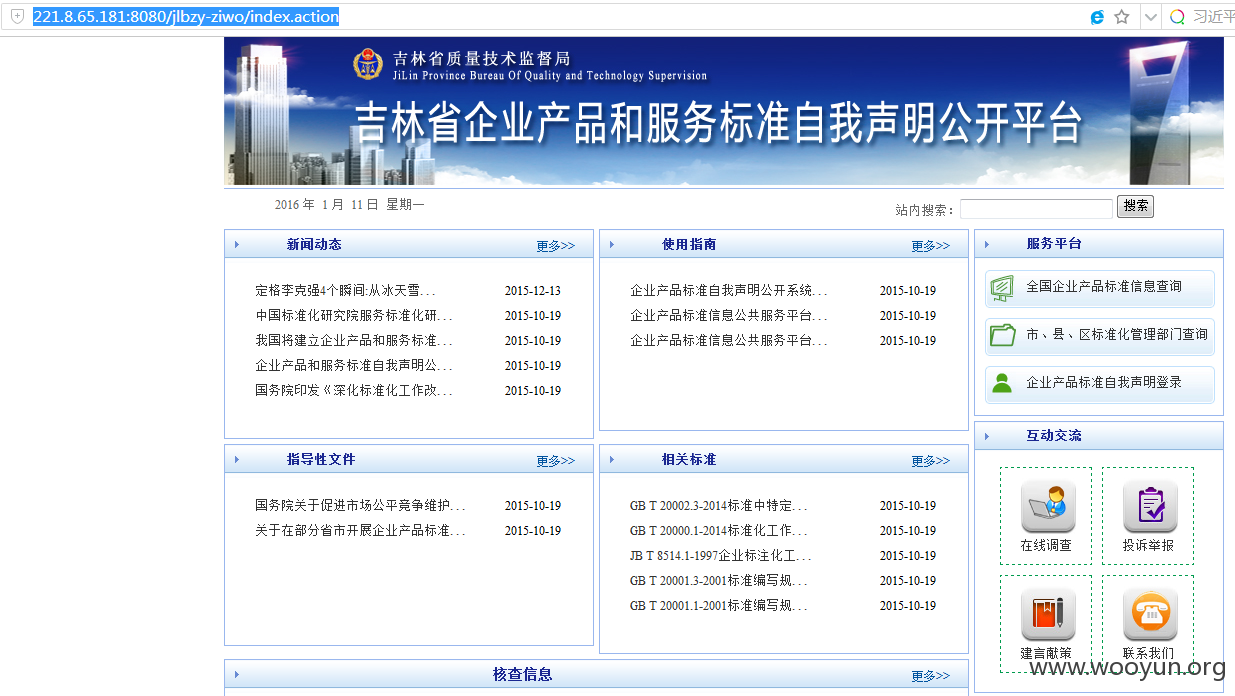 221.8.65.181:8080/jlbzy-ziwo/index.action
习近平
吉林省质量技术监督局
JiLin Province Bureau Of Quality and Technology Supervision
吉林省企业产品和服务标准自我声明公开平台
2016 年 1 月 11 日 星期一
站内搜索：
搜索
新闻动态 更多>>
定格李克强4个瞬间:从冰天雪... 2015-12-13
中国标准化研究院服务标准化研... 2015-10-19
我国将建立企业产品和服务标准... 2015-10-19
企业产品和服务标准自我声明公... 2015-10-19
国务院印发《深化标准化工作改... 2015-10-19
使用指南 更多>>
企业产品标准自我声明公开系统... 2015-10-19
企业产品标准信息公共服务平台... 2015-10-19
企业产品标准信息公共服务平台... 2015-10-19
服务平台
全国企业产品标准信息查询
市、县、区标准化管理部门查询
企业产品标准自我声明登录
指导性文件 更多>>
国务院关于促进市场公平竞争维护... 2015-10-19
关于在部分省市开展企业产品标准... 2015-10-19
相关标准 更多>>
GB T 20002.3-2014标准中特定... 2015-10-19
GB T 20000.1-2014标准化工作... 2015-10-19
JB T 8514.1-1997企业标注化工... 2015-10-19
GB T 20001.3-2001标准编写规... 2015-10-19
GB T 20001.1-2001标准编写规... 2015-10-19
互动交流
在线调查 投诉举报
建言献策 联系我们
核查信息 更多>>
www.wooyun.org